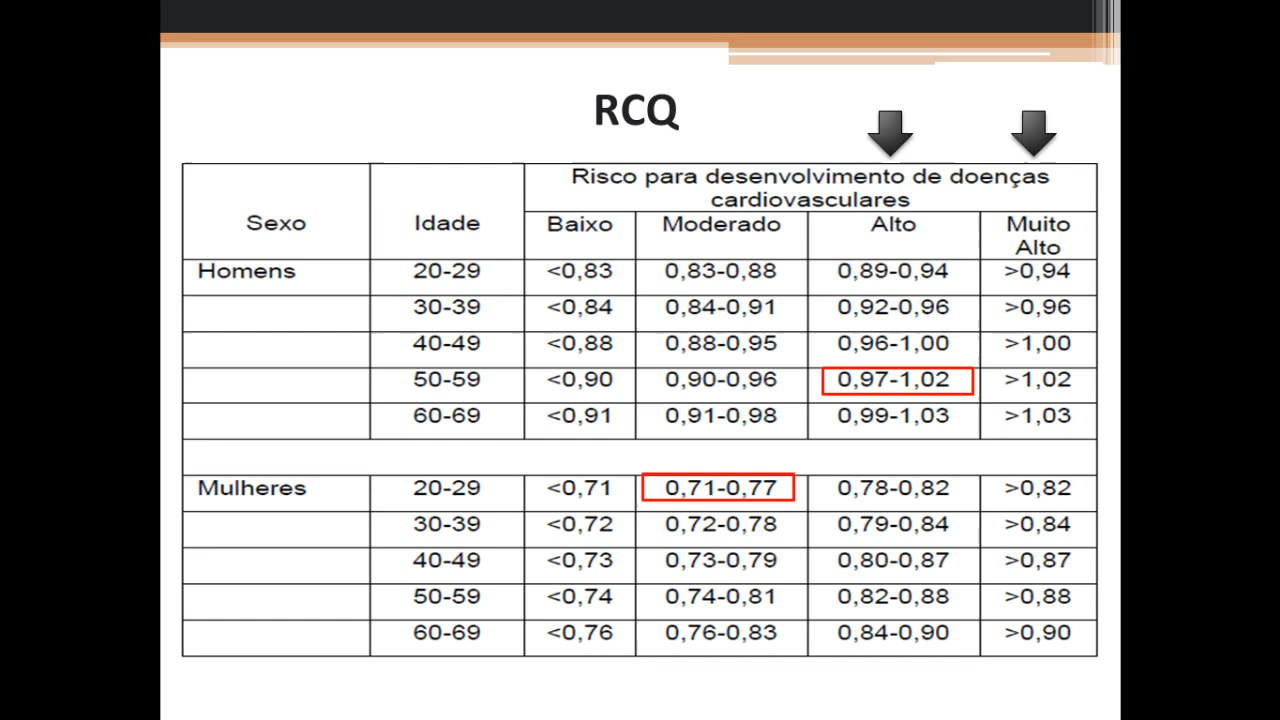 RCQ
Risco para desenvolvimento de doenças
cardiovasculares
Sexo Idade Baixo Moderado Alto Muito
Alto
Homens 20-29 <0,83 0,83-0,88 0,89-0,94 >0,94
30-39 <0,84 0,84-0,91 0,92-0,96 >0,96
40-49 <0,88 0,88-0,95 0,96-1,00 >1,00
50-59 <0,90 0,90-0,96 0,97-1,02 >1,02
60-69 <0,91 0,91-0,98 0,99-1,03 >1,03
Mulheres 20-29 <0,71 0,71-0,77 0,78-0,82 >0,82
30-39 <0,72 0,72-0,78 0,79-0,84 >0,84
40-49 <0,73 0,73-0,79 0,80-0,87 >0,87
50-59 <0,74 0,74-0,81 0,82-0,88 >0,88
60-69 <0,76 0,76-0,83 0,84-0,90 >0,90